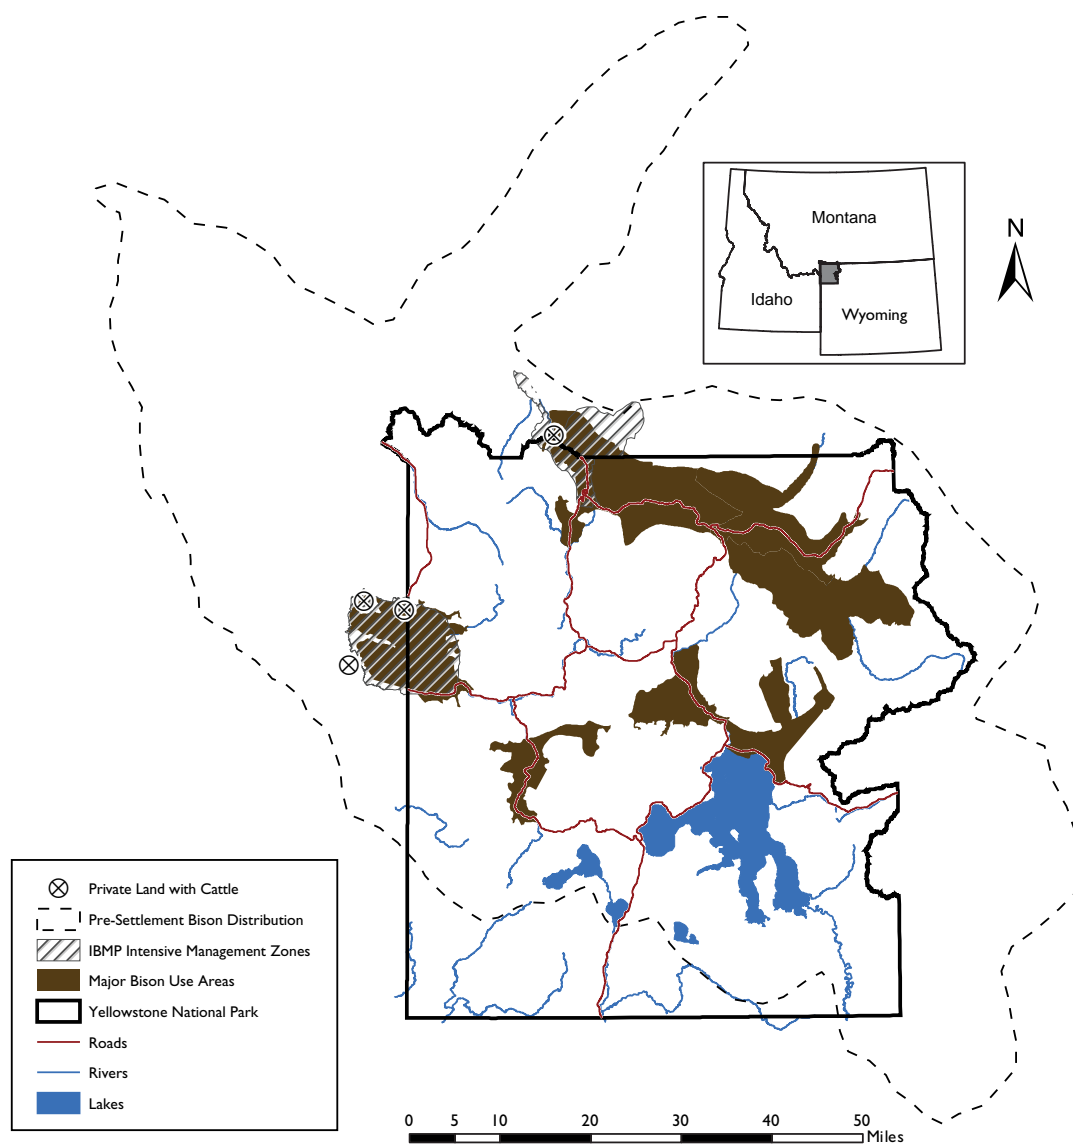 Montana
Idaho
Wyoming
N
Private Land with Cattle
Pre-Settlement Bison Distribution
IBMP Intensive Management Zones
Major Bison Use Areas
Yellowstone National Park
Roads
Rivers
Lakes
0 5 10 20 30 40 50
Miles